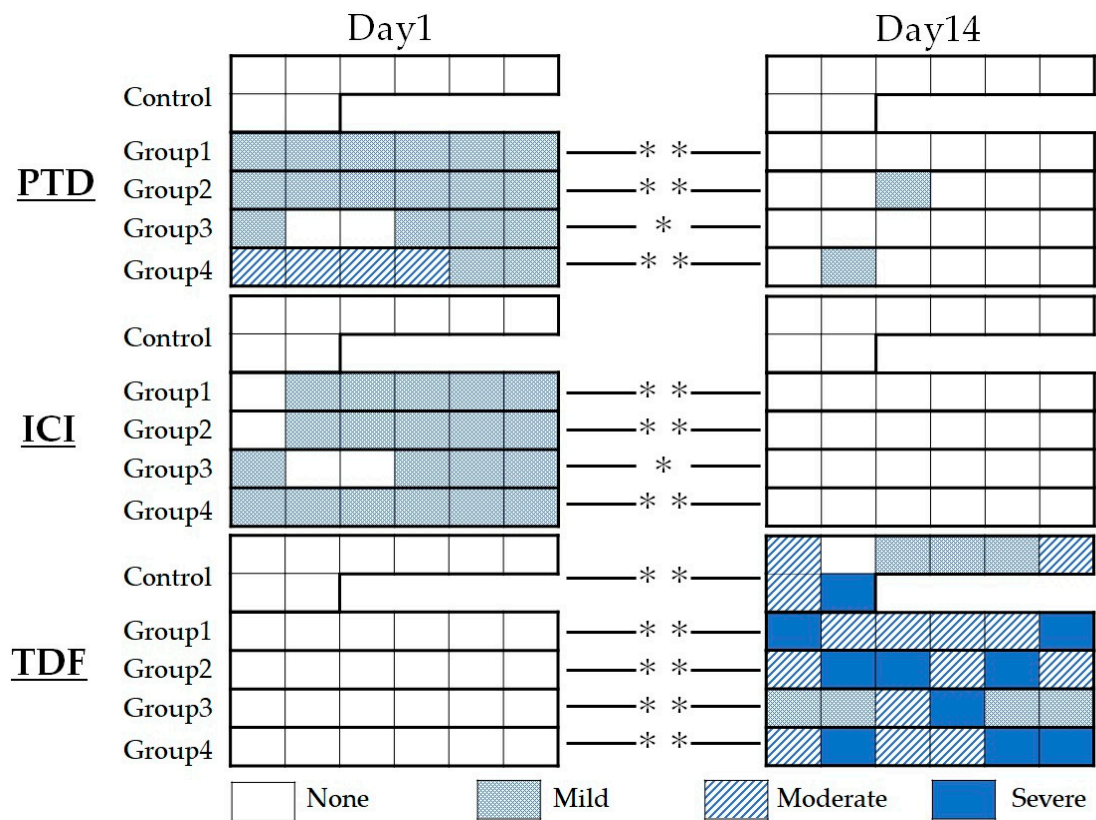 Day1 Day14
Control
Group1 * *
Group2 * *
PTD
Group3 *
Group4 * *
Control
Group1 * *
Group2 * *
ICI
Group3 *
Group4 * *
Control * *
Group1 * *
Group2 * *
TDF
Group3 * *
Group4 * *
None Mild Moderate Severe